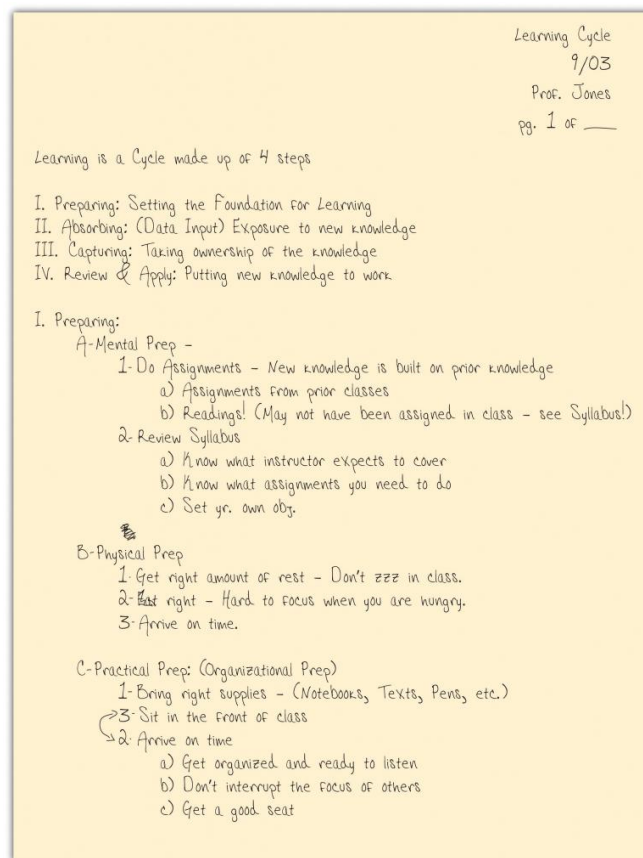 Learning Cycle
9/03
Prof. Jones
pg. 1 of ___
Learning is a Cycle made up of 4 steps
I. Preparing: Setting the Foundation for Learning
II. Absorbing: (Data Input) Exposure to new knowledge
III. Capturing: Taking ownership of the knowledge
IV. Review & Apply: Putting new knowledge to work
I. Preparing:
A-Mental Prep -
1- Do Assignments - New knowledge is built on prior knowledge
a) Assignments from prior classes
b) Readings! (May not have been assigned in class - see Syllabus!)
2- Review Syllabus
a) Know what instructor expects to cover
b) Know what assignments you need to do
c) Set yr. own obj.
B-Physical Prep
1- Get right amount of rest - Don't zzz in class.
2- Eat right - Hard to focus when you are hungry.
3- Arrive on time.
C-Practical Prep: (Organizational Prep)
1- Bring right supplies - (Notebooks, Texts, Pens, etc.)
3- Sit in the front of class
2- Arrive on time
a) Get organized and ready to listen
b) Don't interrupt the focus of others
c) Get a good seat